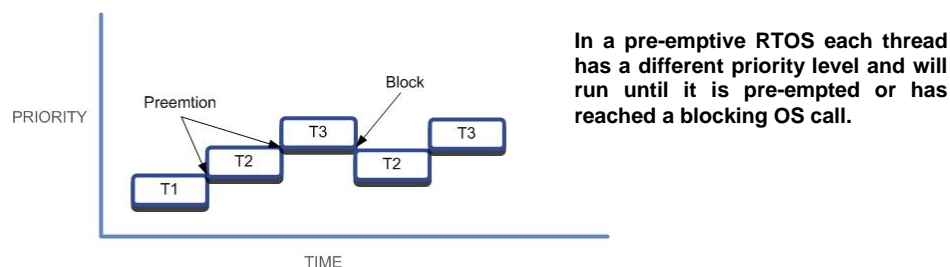 In a pre-emptive RTOS each thread
has a different priority level and will
run until it is pre-empted or has
reached a blocking OS call.
PRIORITY
Preemtion
Block
T1
T2
T3
T2
T3
TIME